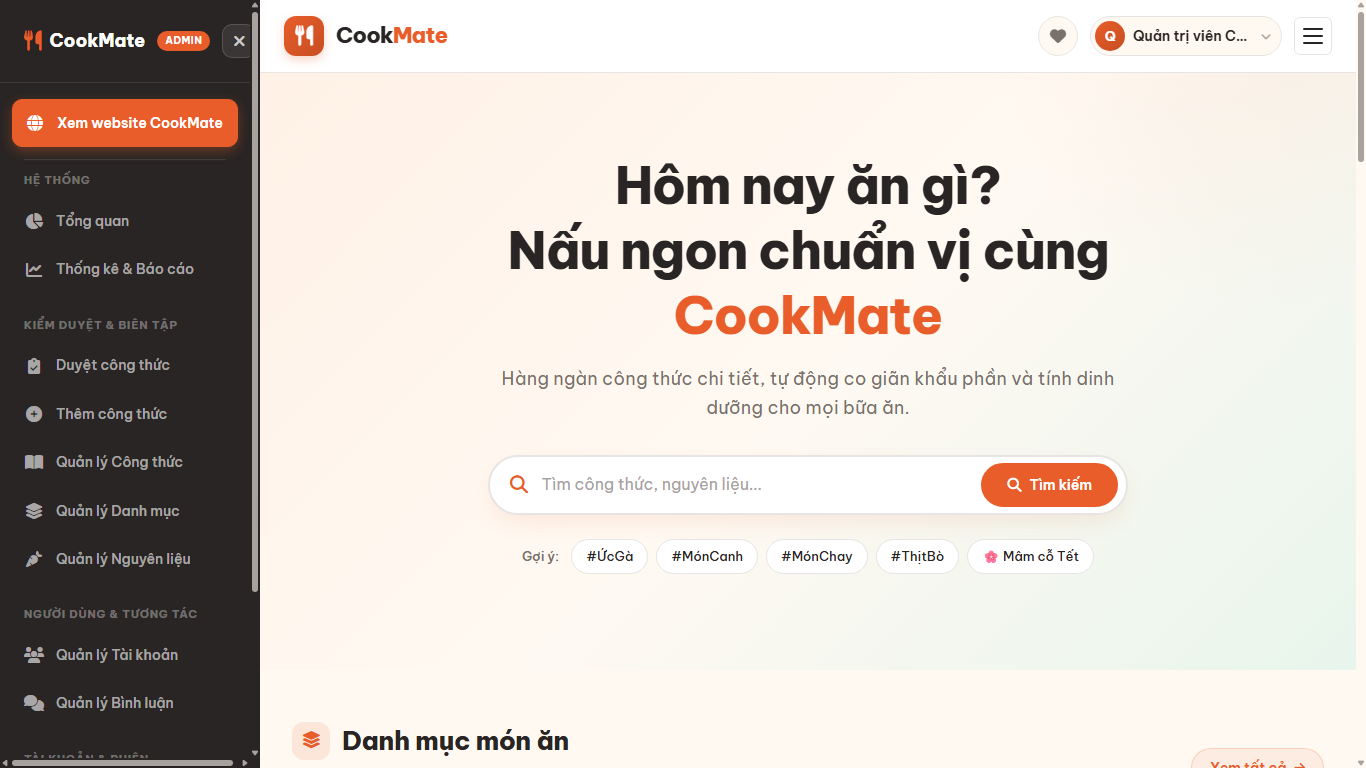 CookMate ADMIN
Xem website CookMate
HỆ THỐNG
Tổng quan
Thống kê & Báo cáo
KIỂM DUYỆT & BIÊN TẬP
Duyệt công thức
Thêm công thức
Quản lý Công thức
Quản lý Danh mục
Quản lý Nguyên liệu
NGƯỜI DÙNG & TƯƠNG TÁC
Quản lý Tài khoản
Quản lý Bình luận
CookMate
Q Quản trị viên C...
Hôm nay ăn gì?
Nấu ngon chuẩn vị cùng
CookMate
Hàng ngàn công thức chi tiết, tự động co giãn khẩu phần và tính dinh
dưỡng cho mọi bữa ăn.
Tìm công thức, nguyên liệu...
Tìm kiếm
Gợi ý: #ỨcGà #MónCanh #MónChay #ThịtBò 🌸 Mâm cỗ Tết
Danh mục món ăn
Xem tất cả →